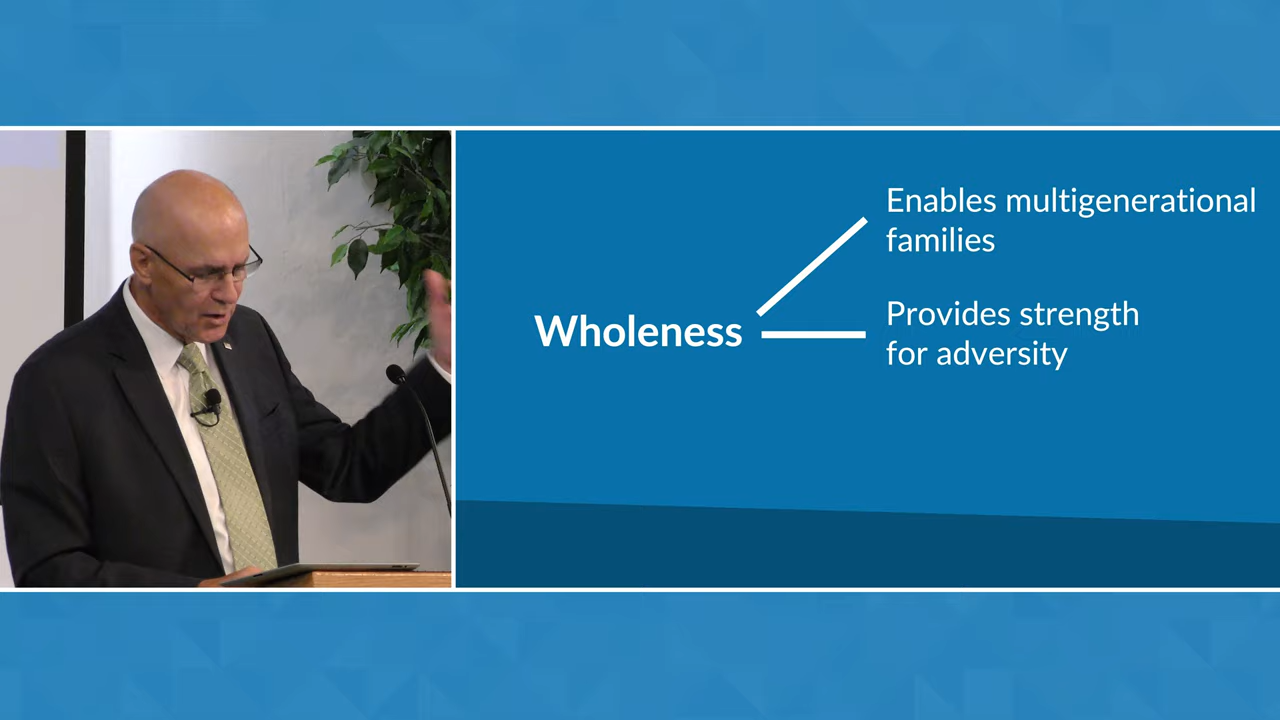 Enables multigenerational
families
Wholeness
Provides strength
for adversity